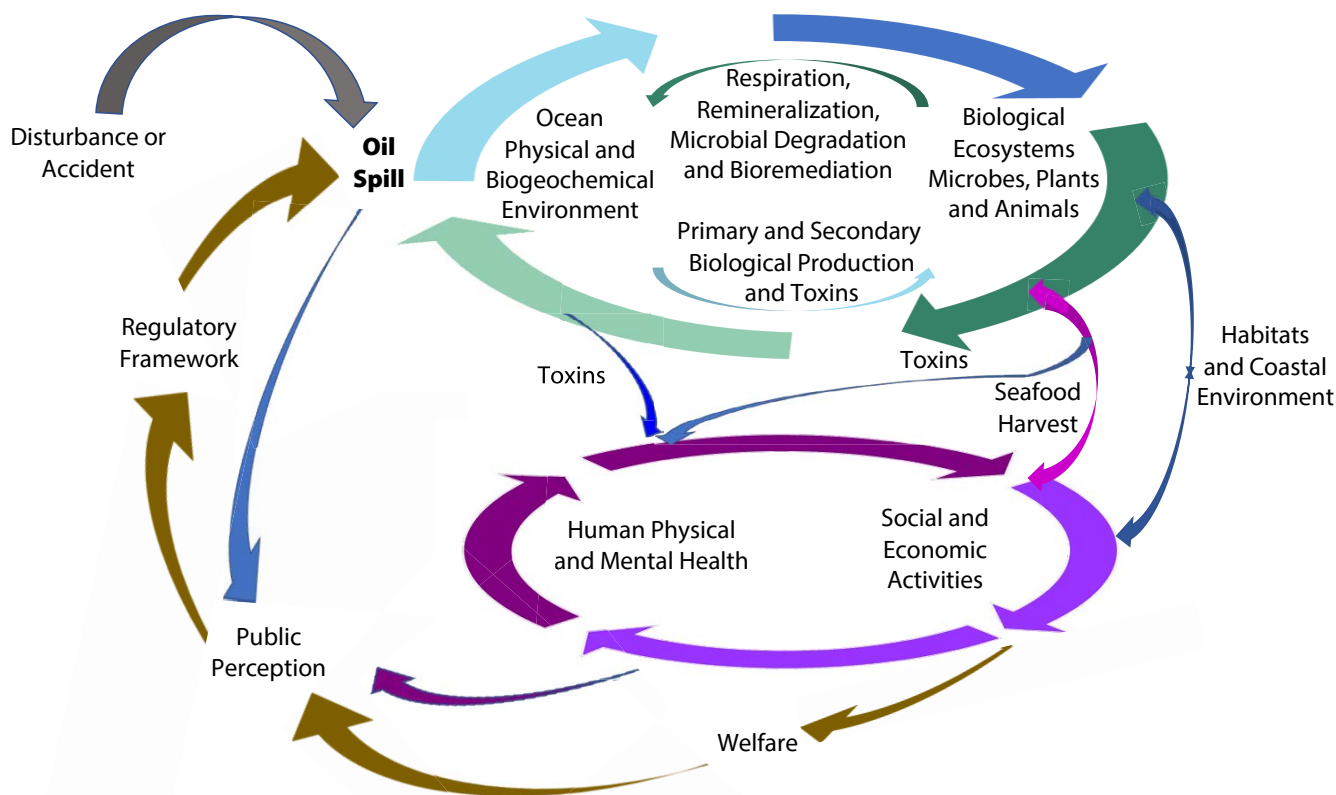 Disturbance or
Accident
Oil
Spill
Ocean
Physical and
Biogeochemical
Environment
Respiration,
Remineralization,
Microbial Degradation
and Bioremediation
Biological
Ecosystems
Microbes, Plants
and Animals
Primary and Secondary
Biological Production
and Toxins
Regulatory
Framework
Toxins
Toxins
Seafood
Harvest
Habitats
and Coastal
Environment
Human Physical
and Mental Health
Social and
Economic
Activities
Public
Perception
Welfare